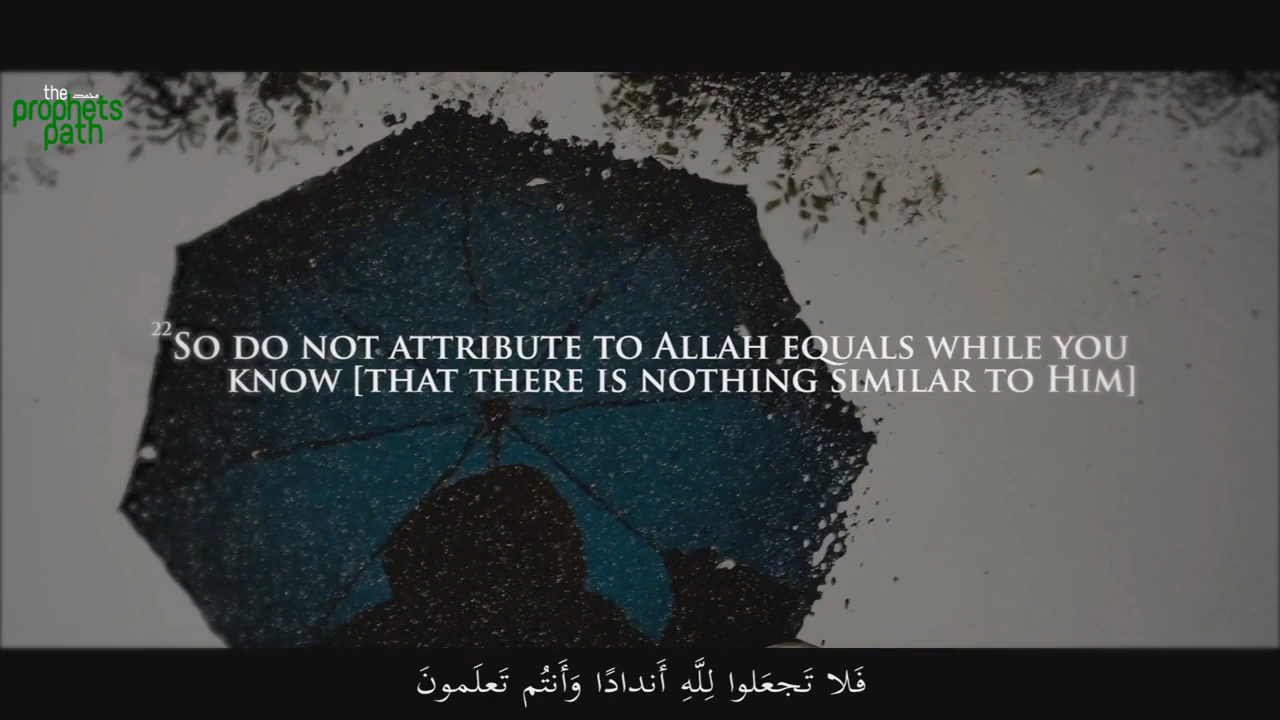 the
prophets
path
22 So do not attribute to Allah equals while you
know [that there is nothing similar to Him]
فَلا تَجعَلوا لِلَّهِ أَندادًا وَأَنتُم تَعلَمونَ